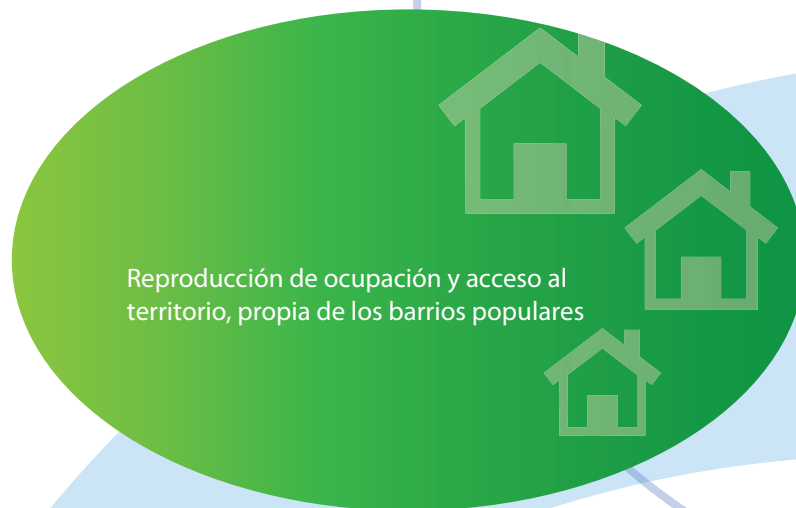 Reproducción de ocupación y acceso al
territorio, propia de los barrios populares